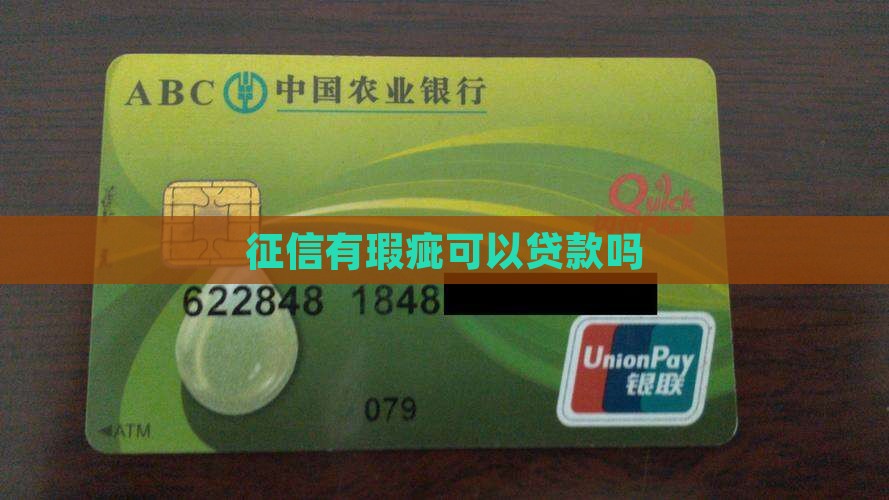 ABC 中国农业银行
Quick
征信有瑕疵可以贷款吗
622848 1848
UnionPay
银联
079
ATM